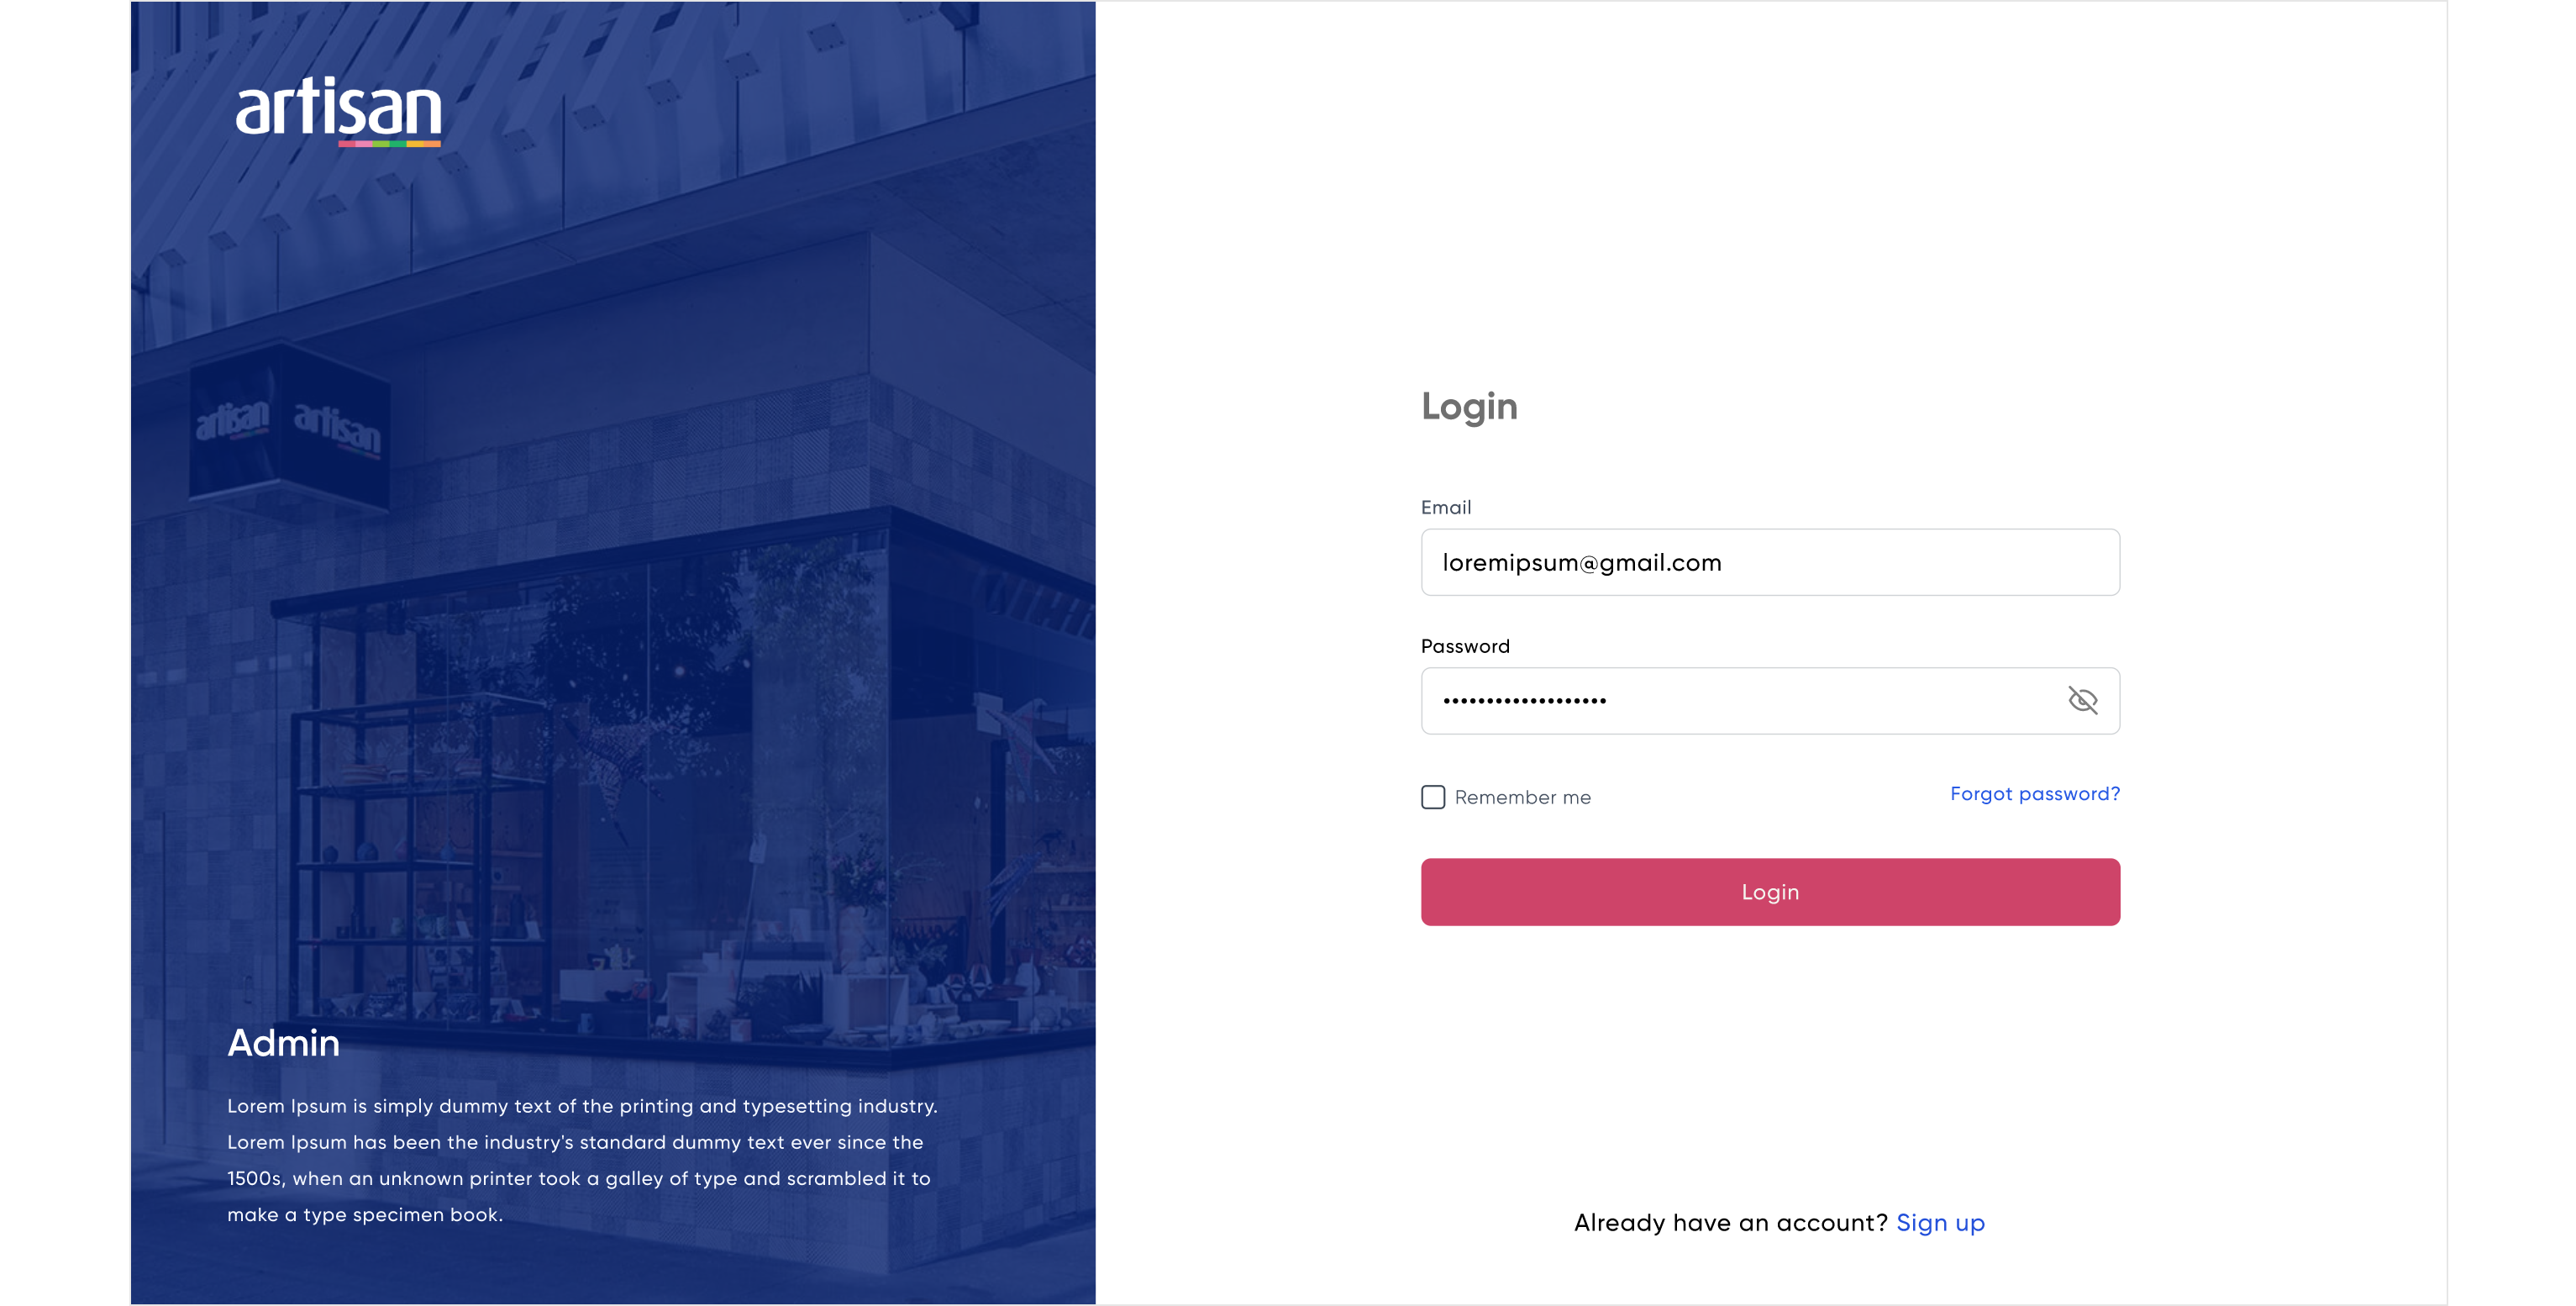 artisan
artisan artisan
Admin
Lorem Ipsum is simply dummy text of the printing and typesetting industry.
Lorem Ipsum has been the industry's standard dummy text ever since the
1500s, when an unknown printer took a galley of type and scrambled it to
make a type specimen book.
Login
Email
loremipsum@gmail.com
Password
•••••••••••••••••••
Remember me
Forgot password?
Login
Already have an account? Sign up